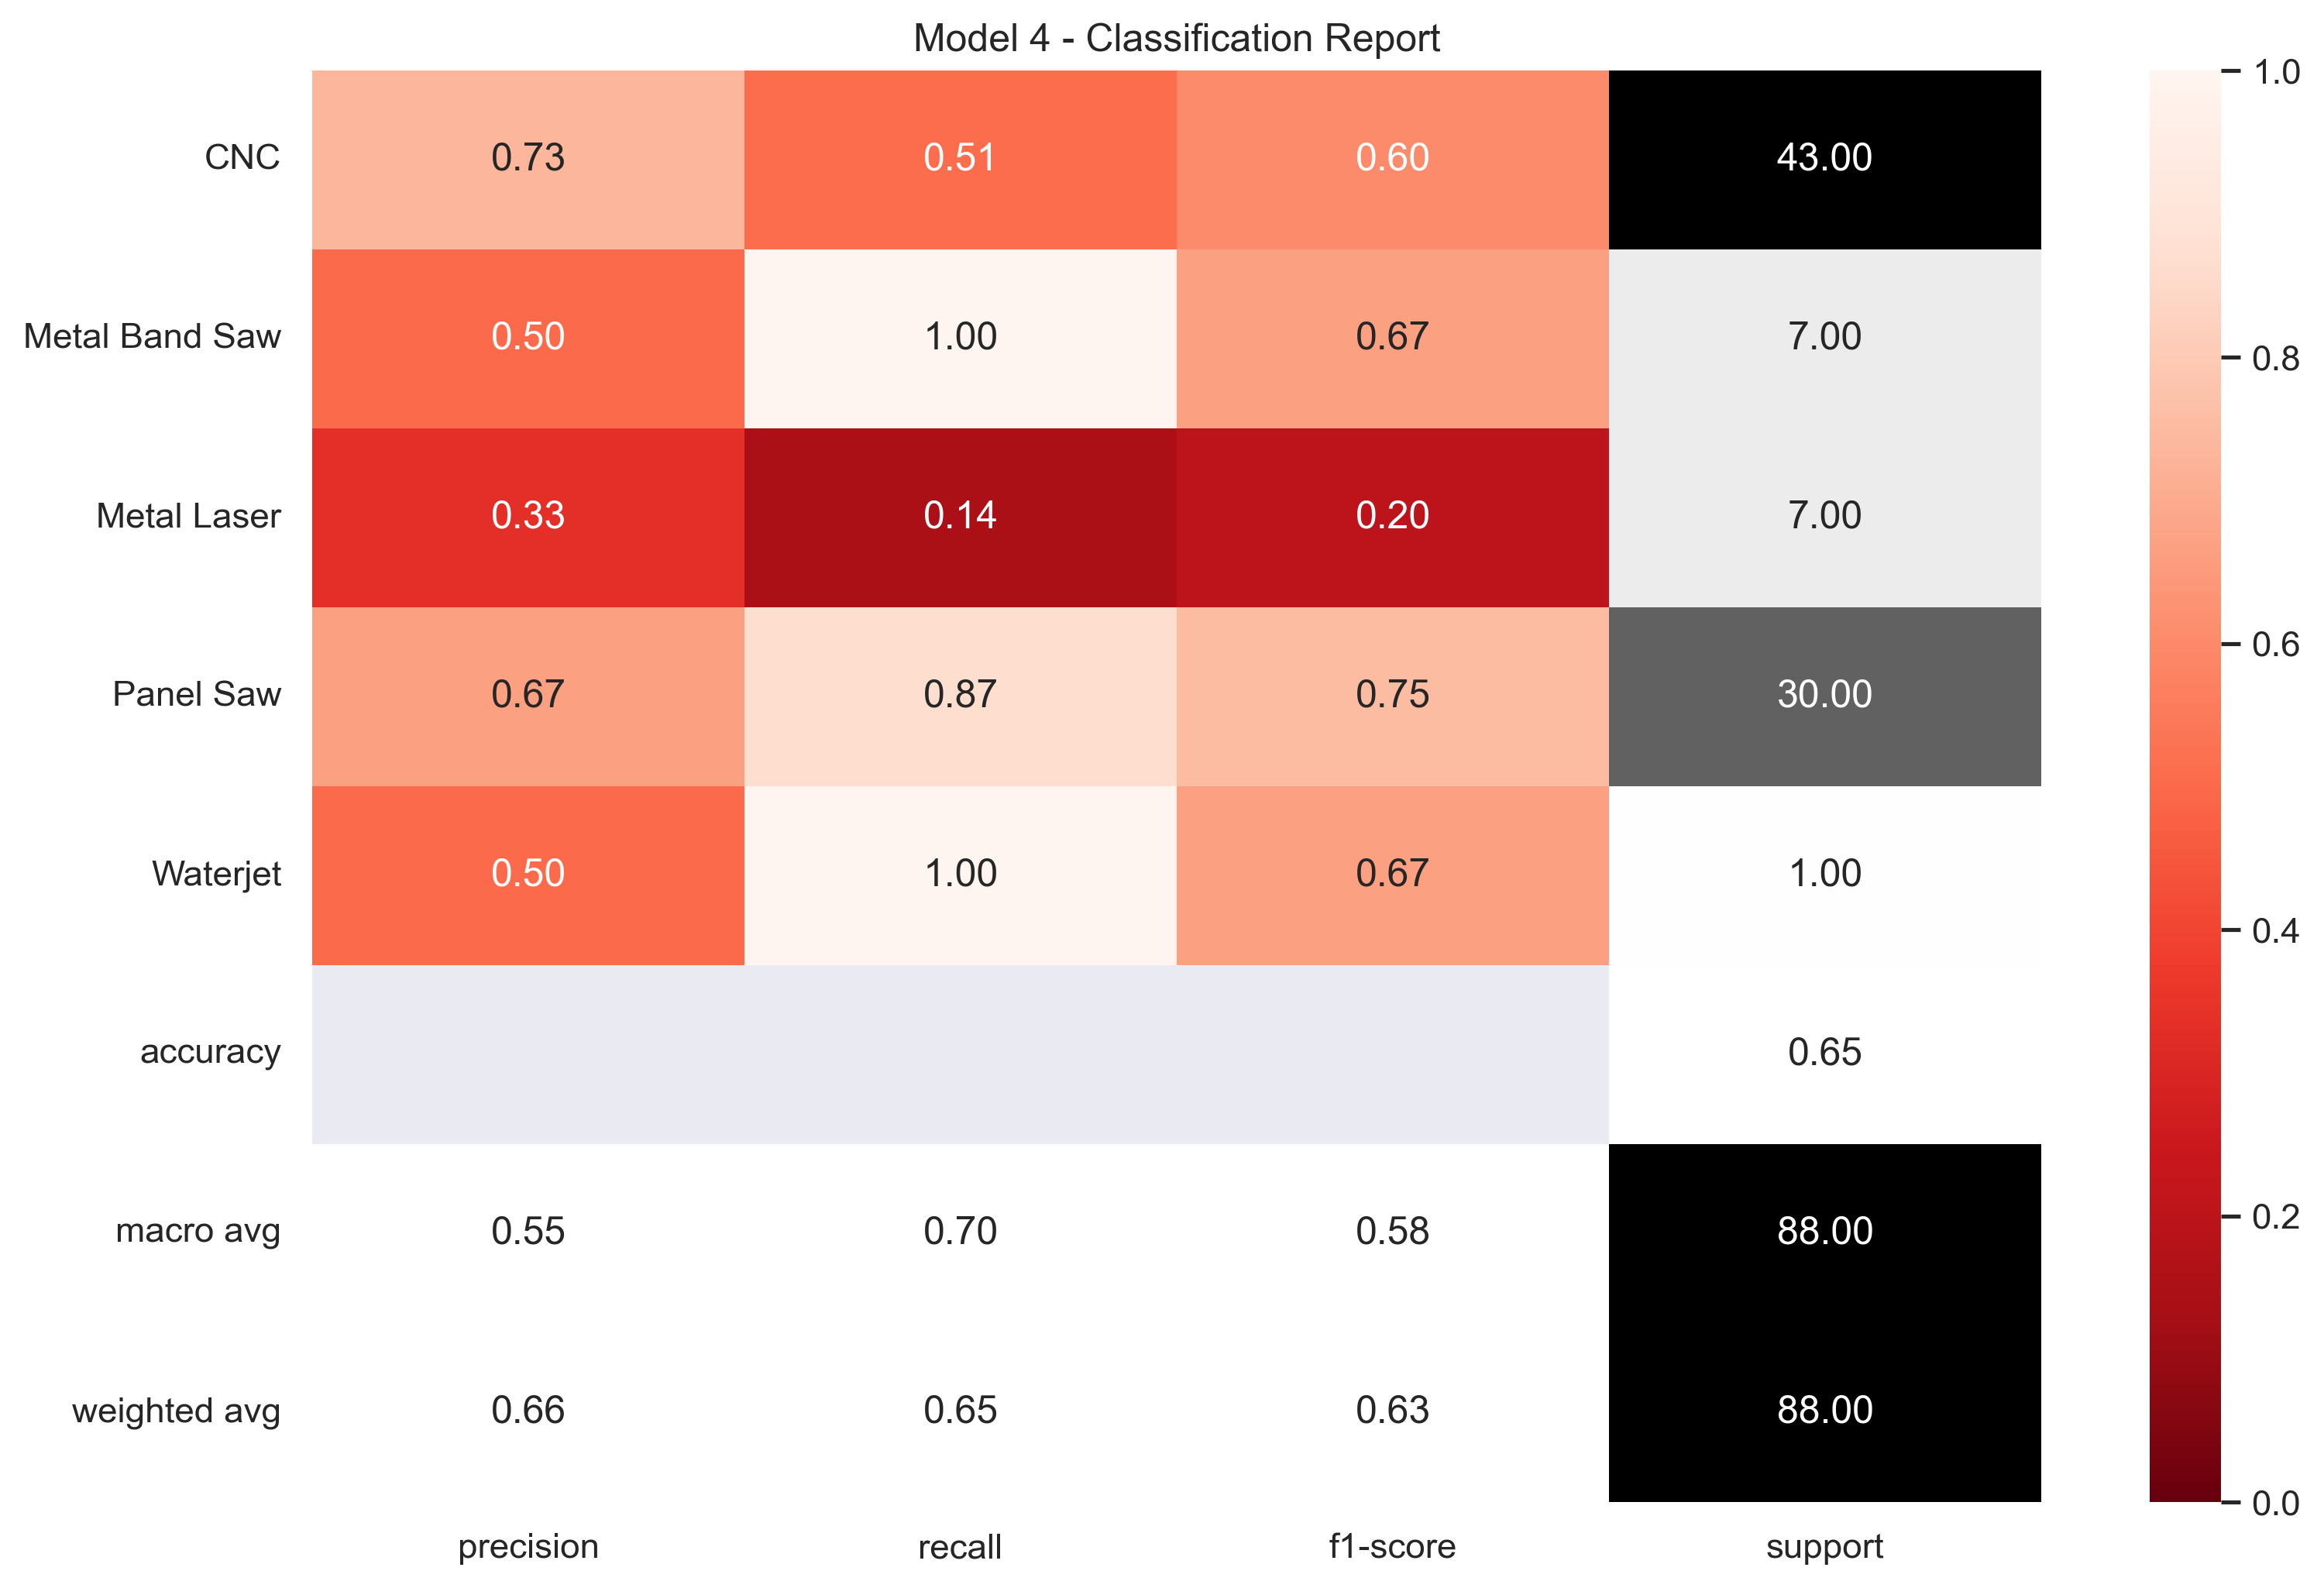 Model 4 - Classification Report
CNC 0.73 0.51 0.60 43.00
Metal Band Saw 0.50 1.00 0.67 7.00
Metal Laser 0.33 0.14 0.20 7.00
Panel Saw 0.67 0.87 0.75 30.00
Waterjet 0.50 1.00 0.67 1.00
accuracy 0.65
macro avg 0.55 0.70 0.58 88.00
weighted avg 0.66 0.65 0.63 88.00
precision recall f1-score support
1.0
0.8
0.6
0.4
0.2
0.0